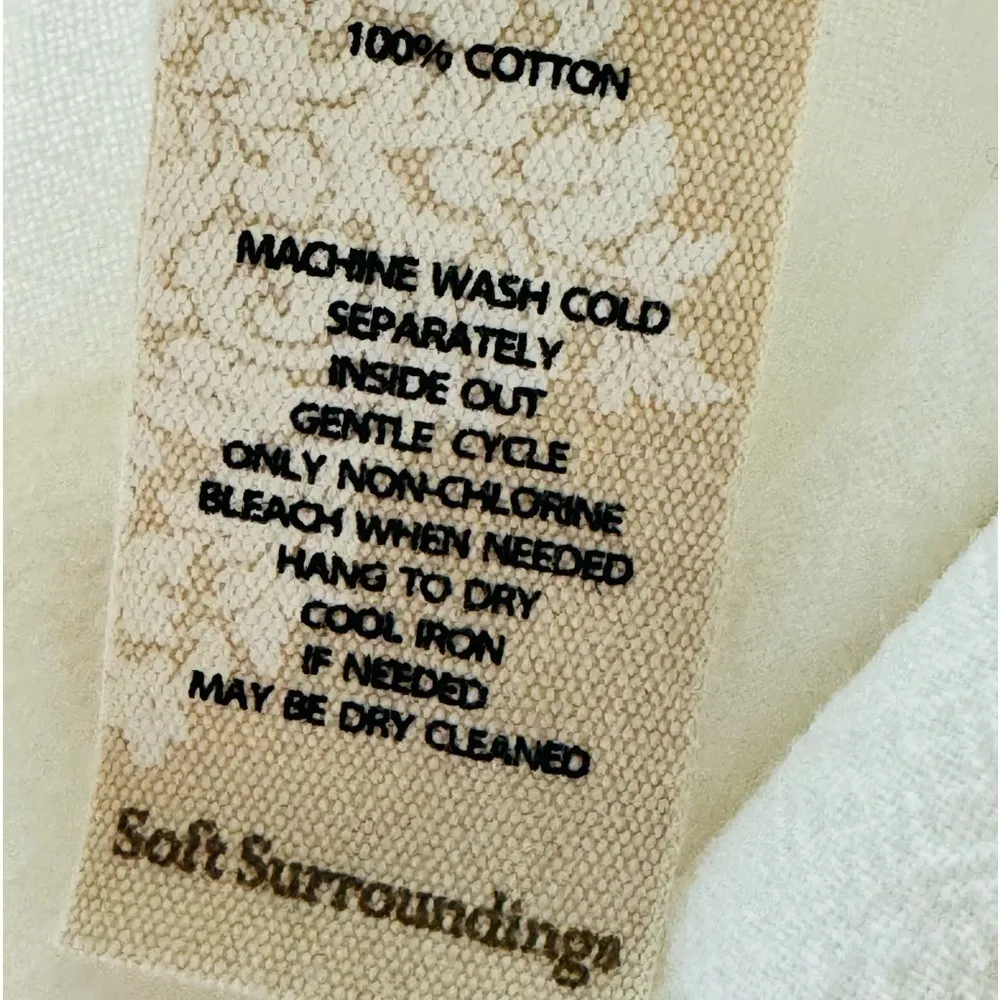 100% COTTON
MACHINE WASH COLD
SEPARATELY
INSIDE OUT
GENTLE CYCLE
ONLY NON-CHLORINE
BLEACH WHEN NEEDED
HANG TO DRY
COOL IRON
IF NEEDED
MAY BE DRY CLEANED
Soft Surroundings